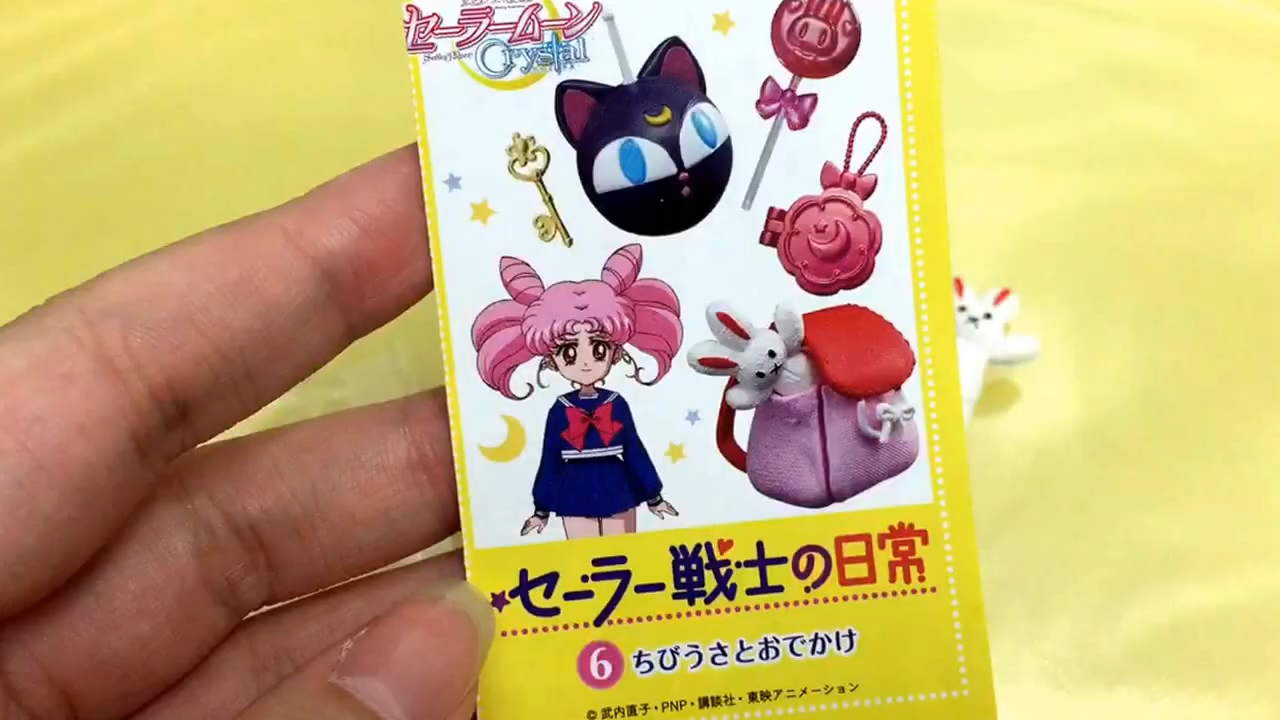 セーラームーン
Crystal
セーラー戦士の日常
6 ちびうさとおでかけ
© 武内直子・PNP・講談社・東映アニメーション